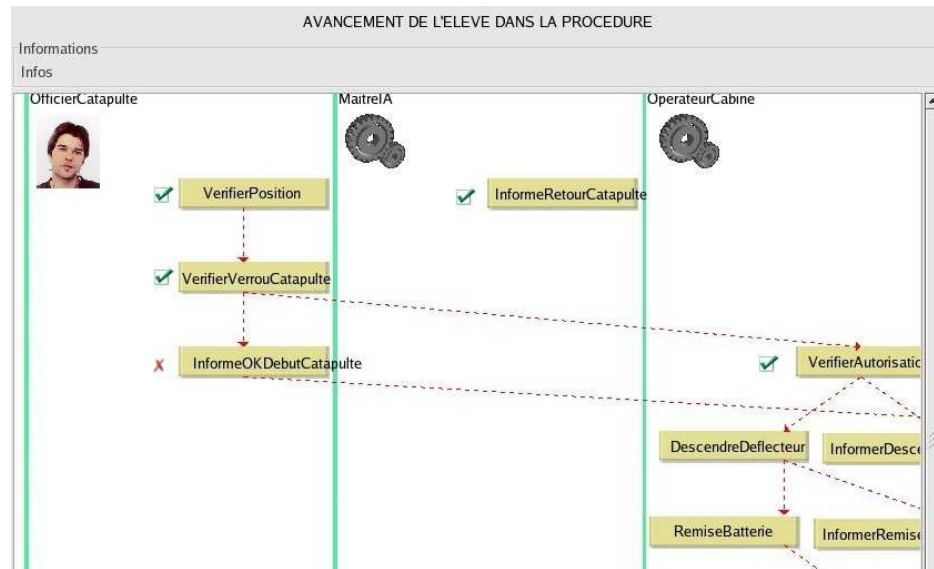 AVANCEMENT DE L'ELEVE DANS LA PROCEDURE
Informations
Infos
OfficierCatapulte
MaitreIA
OperateurCabine
VerifierPosition
InformeRetourCatapulte
VerifierVerrouCatapulte
InformeOKDebutCatapulte
VerifierAutorisatic
DescendreDeflecteur
InformerDesce
RemiseBatterie
InformerRemise